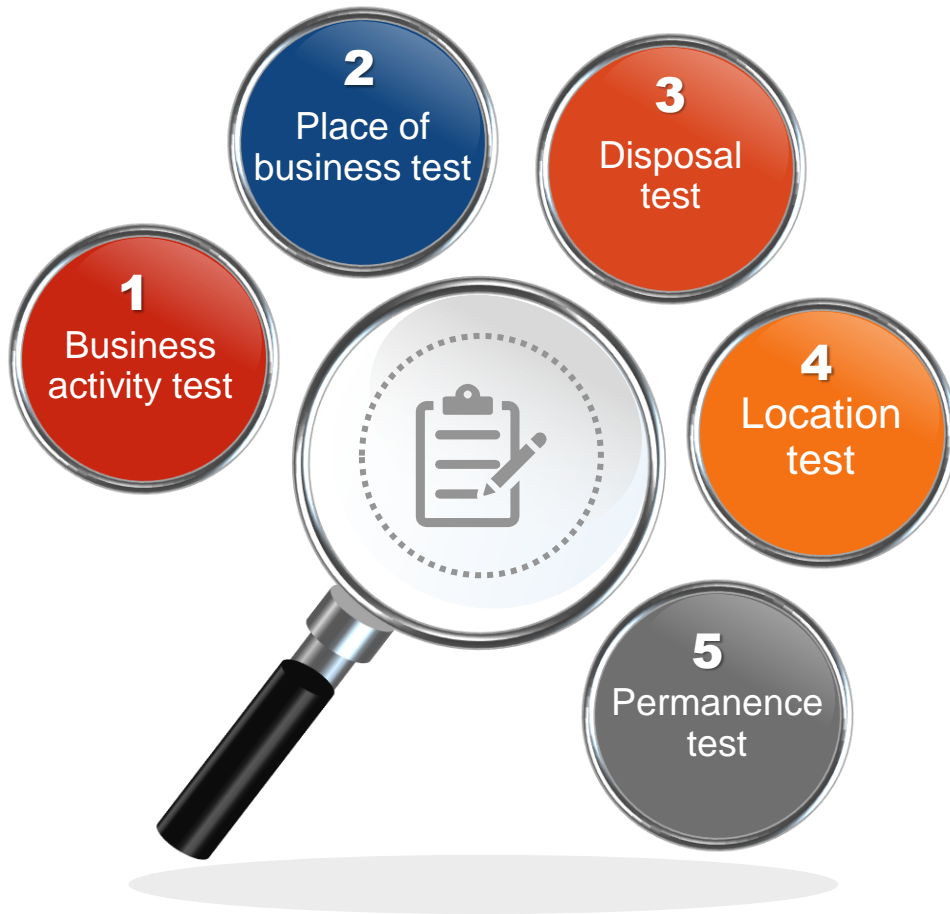 1
Business
activity test
2
Place of
business test
3
Disposal
test
4
Location
test
5
Permanence
test